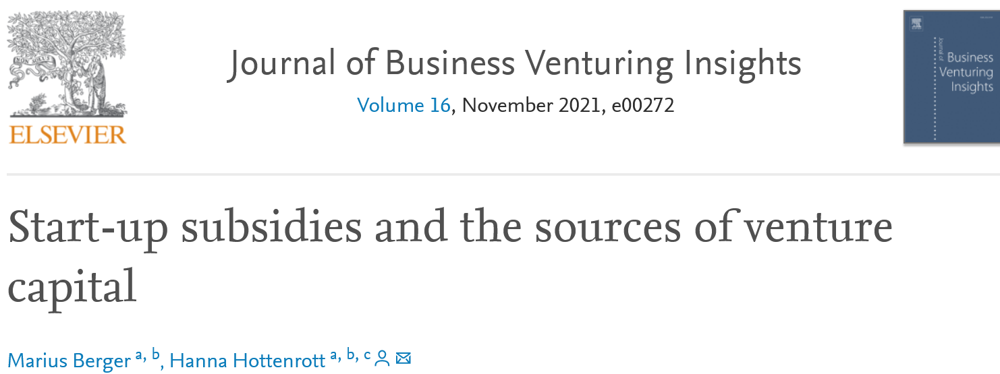 NON SOLUS
ELSEVIER
Journal of Business Venturing Insights
Volume 16, November 2021, e00272
Journal of
Business
Venturing
Insights
Start-up subsidies and the sources of venture
capital
Marius Berger a, b, Hanna Hottenrott a, b, c